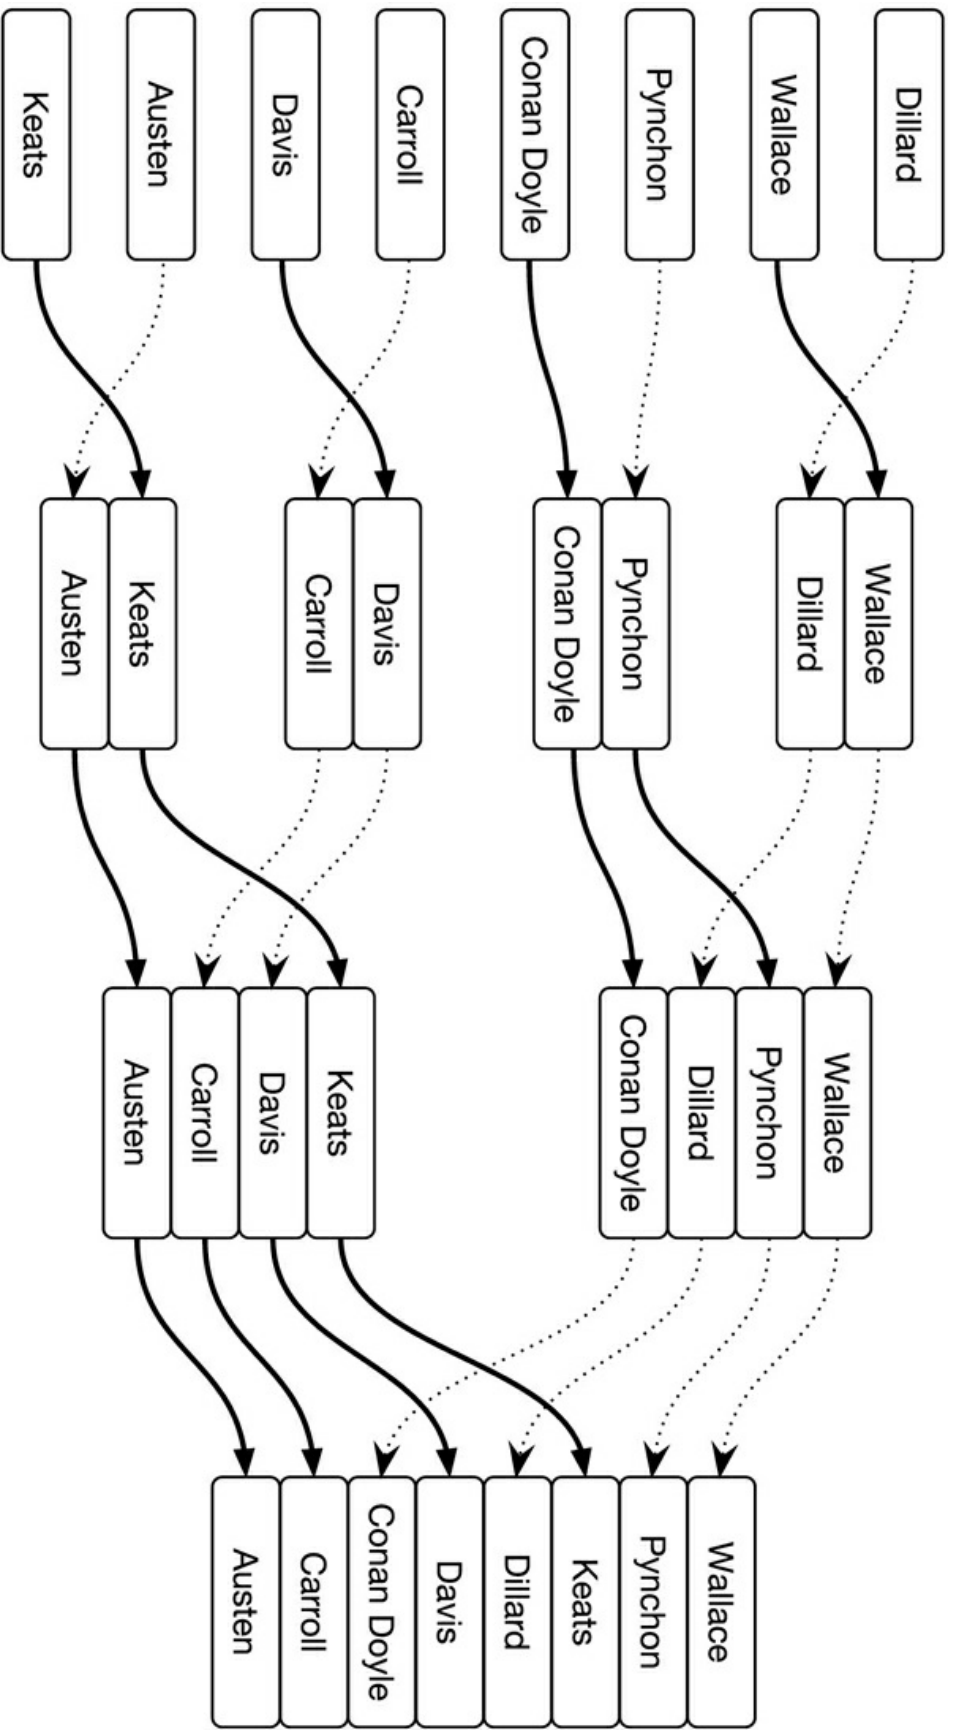 Keats
Austen
Davis
Carroll
Conan Doyle
Pynchon
Wallace
Dillard
Austen
Keats
Carroll
Davis
Conan Doyle
Pynchon
Dillard
Wallace
Austen
Carroll
Davis
Keats
Conan Doyle
Dillard
Pynchon
Wallace
Austen
Carroll
Conan Doyle
Davis
Dillard
Keats
Pynchon
Wallace